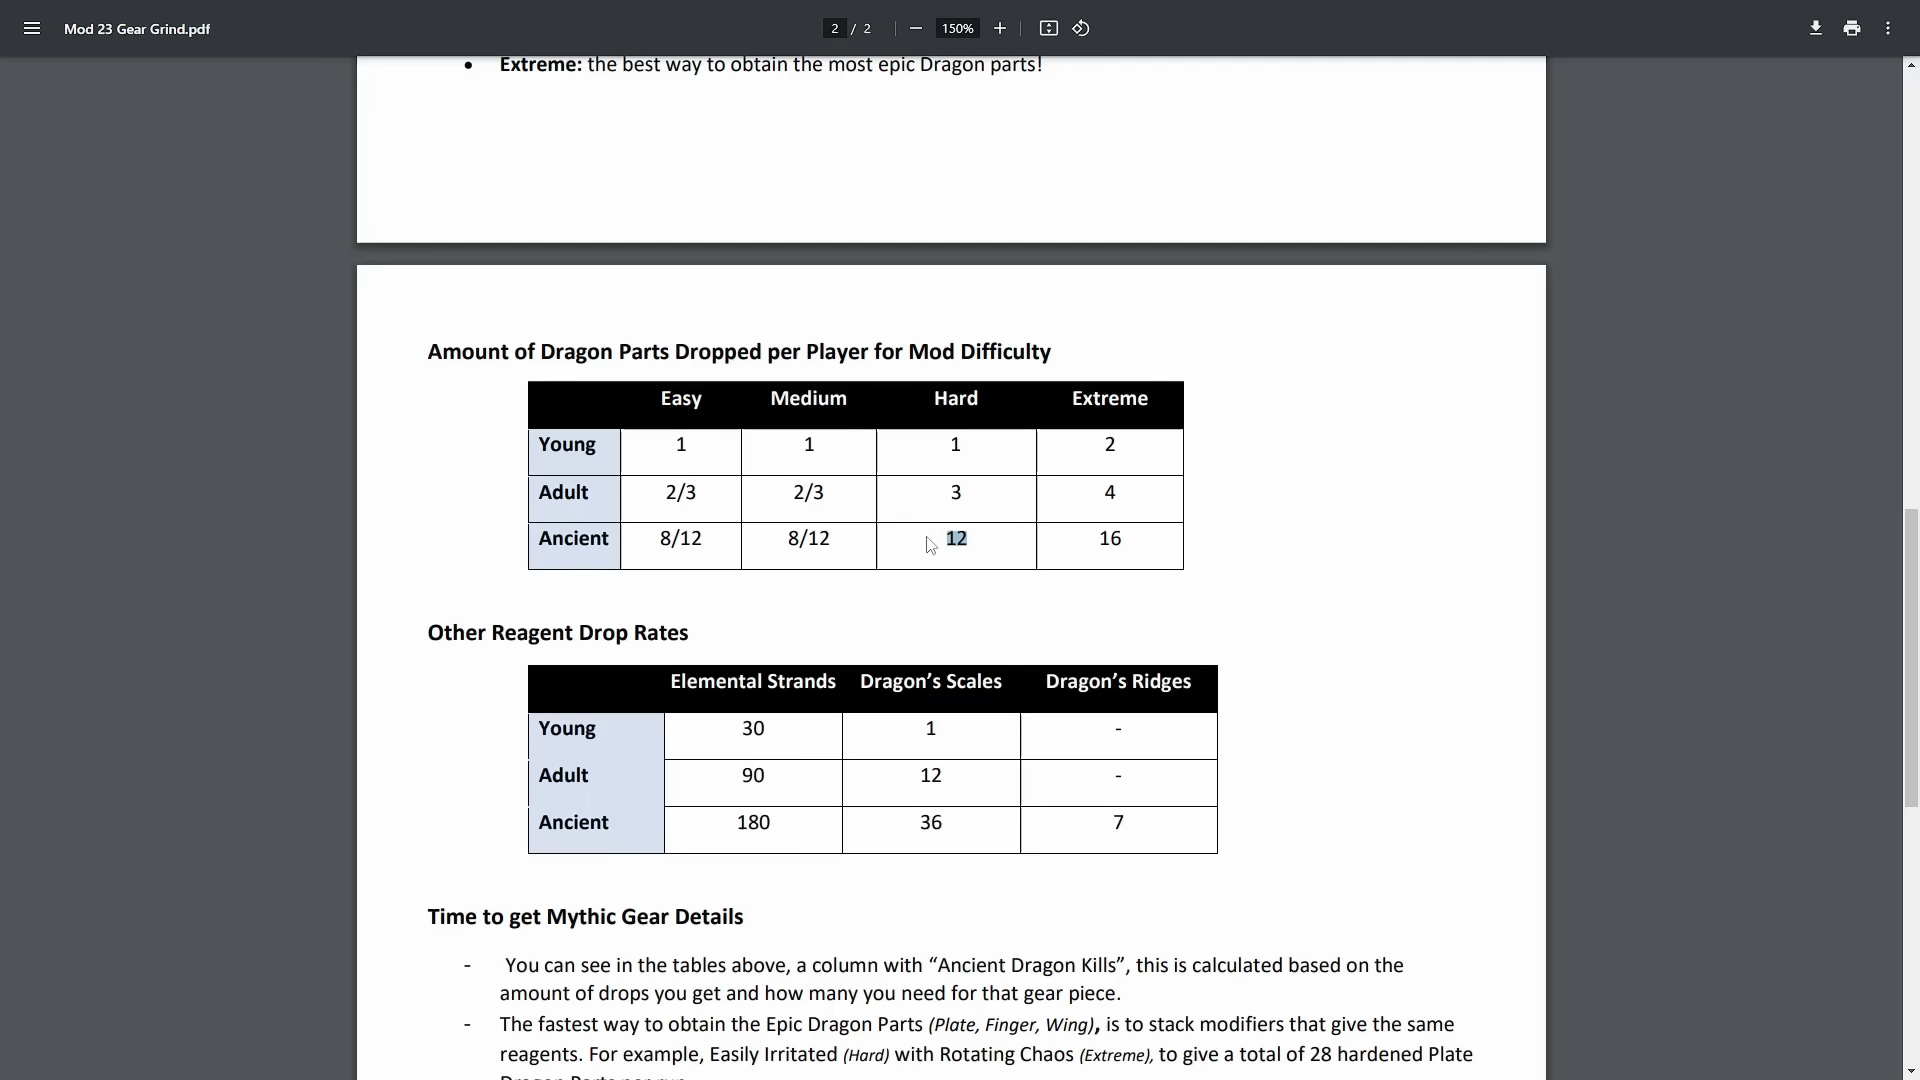 Mod 23 Gear Grind.pdf
2 / 2
150%
• Extreme: the best way to obtain the most epic Dragon parts!
Amount of Dragon Parts Dropped per Player for Mod Difficulty
Easy Medium Hard Extreme
Young 1 1 1 2
Adult 2/3 2/3 3 4
Ancient 8/12 8/12 12 16
Other Reagent Drop Rates
Elemental Strands Dragon’s Scales Dragon’s Ridges
Young 30 1 -
Adult 90 12 -
Ancient 180 36 7
Time to get Mythic Gear Details
- You can see in the tables above, a column with “Ancient Dragon Kills”, this is calculated based on the
amount of drops you get and how many you need for that gear piece.
- The fastest way to obtain the Epic Dragon Parts (Plate, Finger, Wing), is to stack modifiers that give the same
reagents. For example, Easily Irritated (Hard) with Rotating Chaos (Extreme), to give a total of 28 hardened Plate